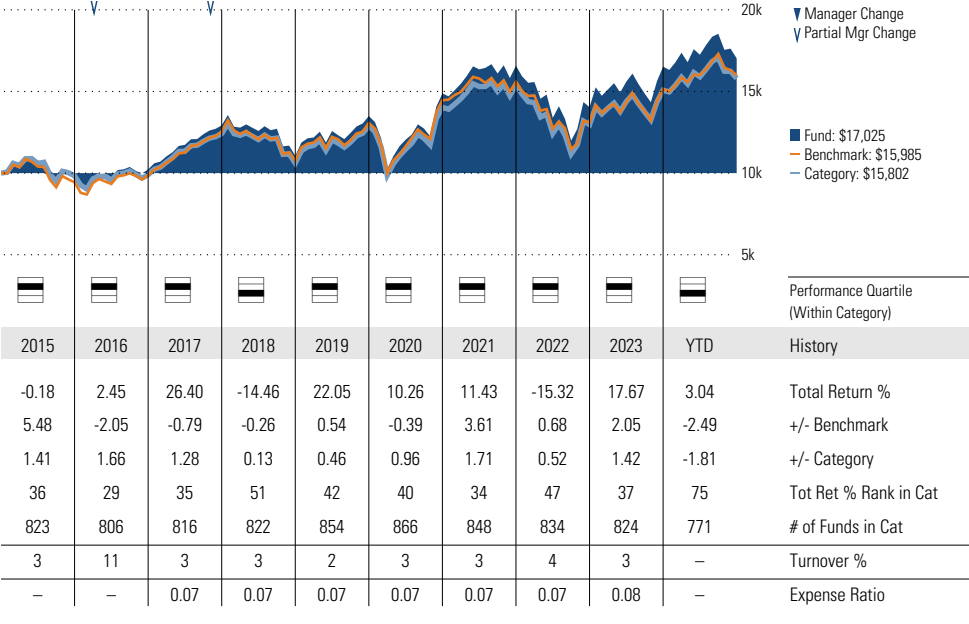 20k
Manager Change
Partial Mgr Change
15k
Fund: $17,025
Benchmark: $15,985
10k
Category: $15,802
5k
Performance Quartile
(Within Category)
2015 2016 2017 2018 2019 2020 2021 2022 2023 YTD History
-0.18 2.45 26.40 -14.46 22.05 10.26 11.43 -15.32 17.67 3.04 Total Return %
5.48 -2.05 -0.79 -0.26 0.54 -0.39 3.61 0.68 2.05 -2.49 +/- Benchmark
1.41 1.66 1.28 0.13 0.46 0.96 1.71 0.52 1.42 -1.81 +/- Category
36 29 35 51 42 40 34 47 37 75 Tot Ret % Rank in Cat
823 806 816 822 854 866 848 834 824 771 # of Funds in Cat
3 11 3 3 2 3 3 4 3 – Turnover %
– – 0.07 0.07 0.07 0.07 0.07 0.07 0.08 – Expense Ratio